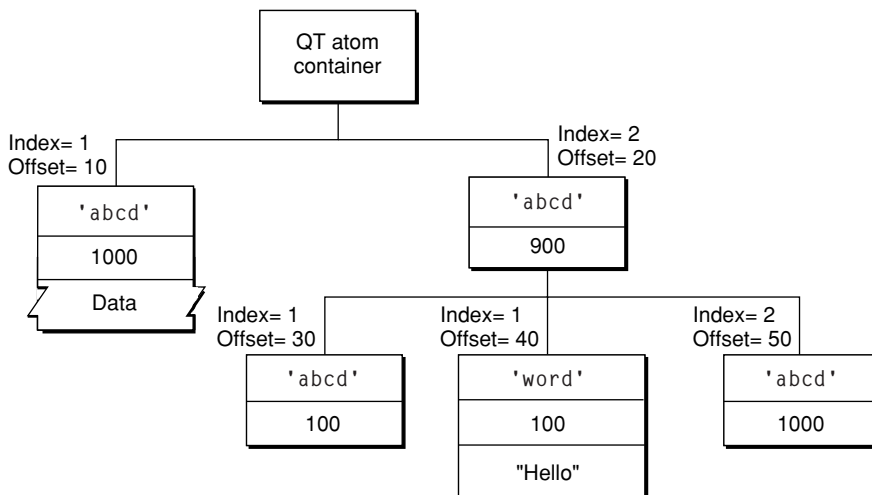 QT atom
container
Index= 1
Offset= 10
Index= 2
Offset= 20
'abcd'
1000
Data
'abcd'
900
Index= 1
Offset= 30
Index= 1
Offset= 40
Index= 2
Offset= 50
'abcd'
100
'word'
100
"Hello"
'abcd'
1000